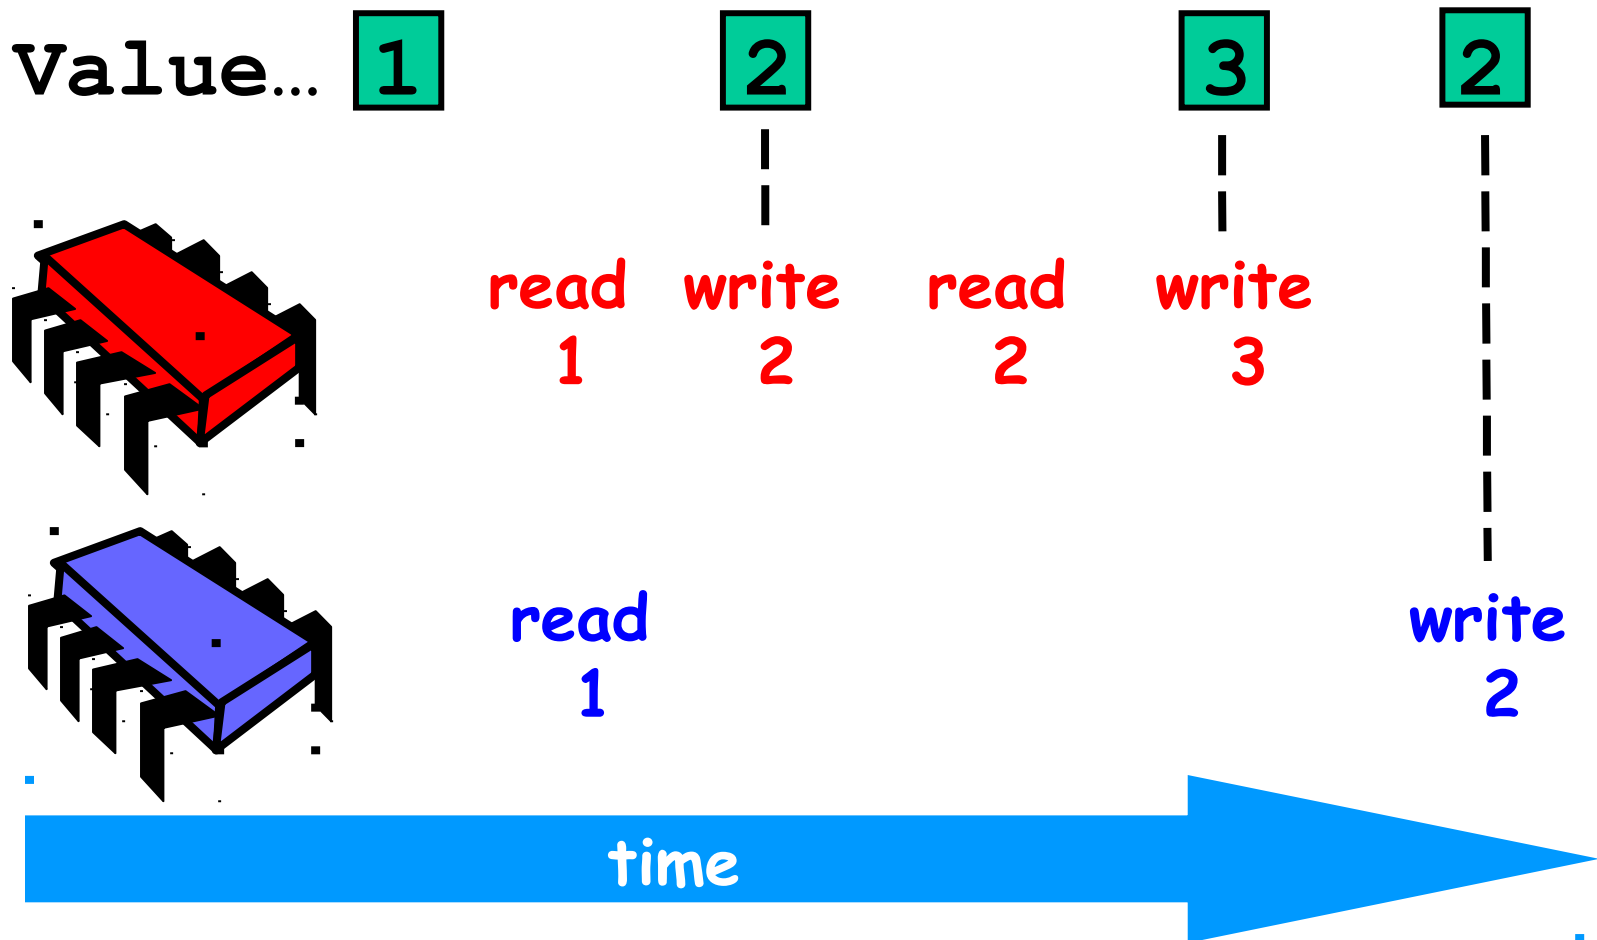 Value… 1 2 3 2
read write read write
1 2 2 3
read write
1 2
time